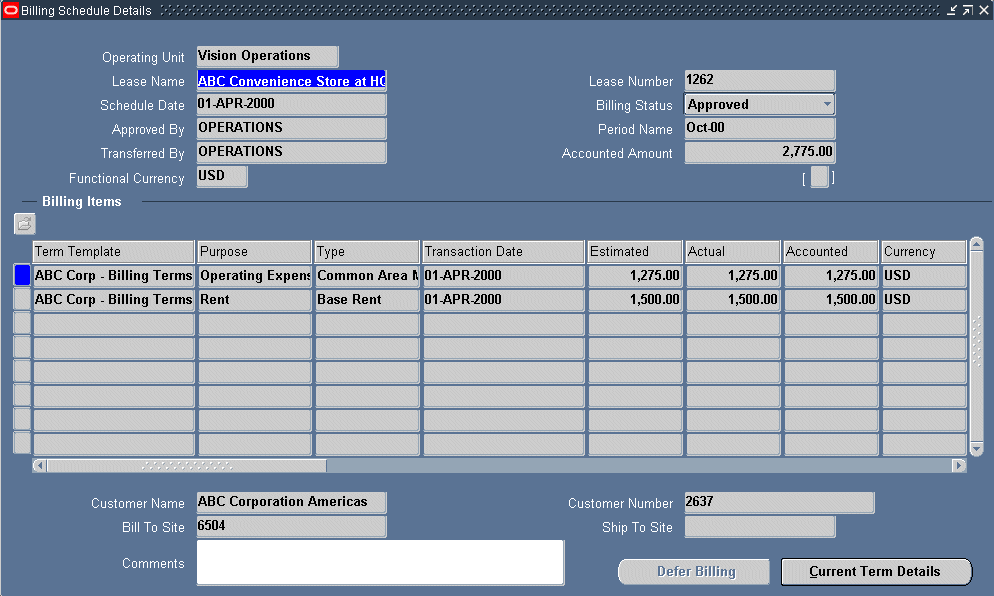 Billing Schedule Details
Operating Unit Vision Operations
Lease Name ABC Convenience Store at HQ Lease Number 1262
Schedule Date 01-APR-2000 Billing Status Approved
Approved By OPERATIONS Period Name Oct-00
Transferred By OPERATIONS Accounted Amount 2,775.00
Functional Currency USD [ ]
Billing Items
Term Template Purpose Type Transaction Date Estimated Actual Accounted Currency
ABC Corp - Billing Terms Operating Expens Common Area M 01-APR-2000 1,275.00 1,275.00 1,275.00 USD
ABC Corp - Billing Terms Rent Base Rent 01-APR-2000 1,500.00 1,500.00 1,500.00 USD
Customer Name ABC Corporation Americas Customer Number 2637
Bill To Site 6504 Ship To Site
Comments
Defer Billing Current Term Details